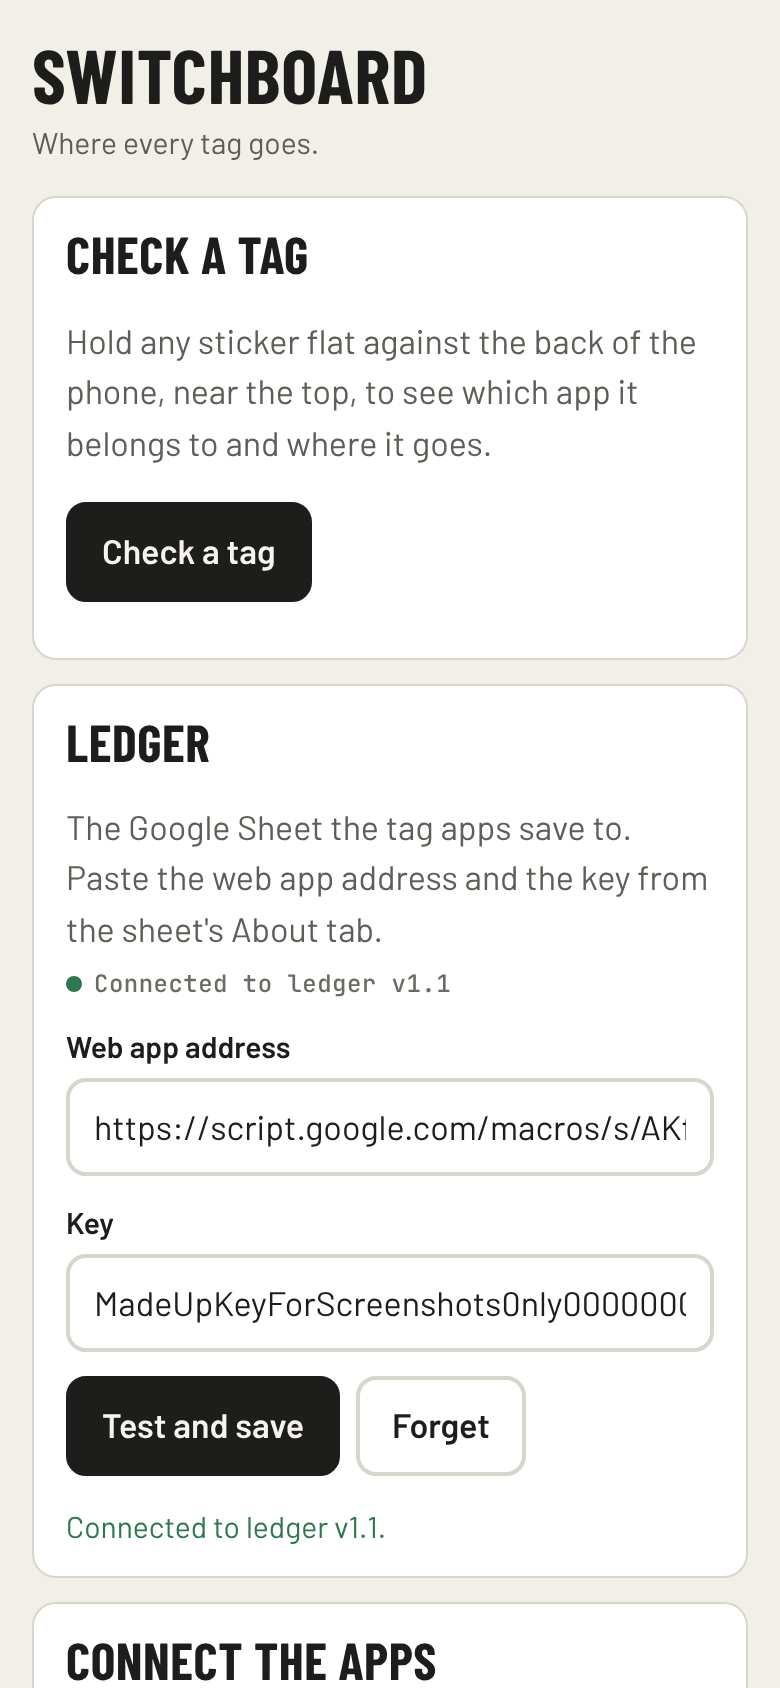 SWITCHBOARD
Where every tag goes.
CHECK A TAG
Hold any sticker flat against the back of the
phone, near the top, to see which app it
belongs to and where it goes.
Check a tag
LEDGER
The Google Sheet the tag apps save to.
Paste the web app address and the key from
the sheet's About tab.
Connected to ledger v1.1
Web app address
https://script.google.com/macros/s/AKf
Key
MadeUpKeyForScreenshots0nly0000000
Test and save
Forget
Connected to ledger v1.1.
CONNECT THE APPS